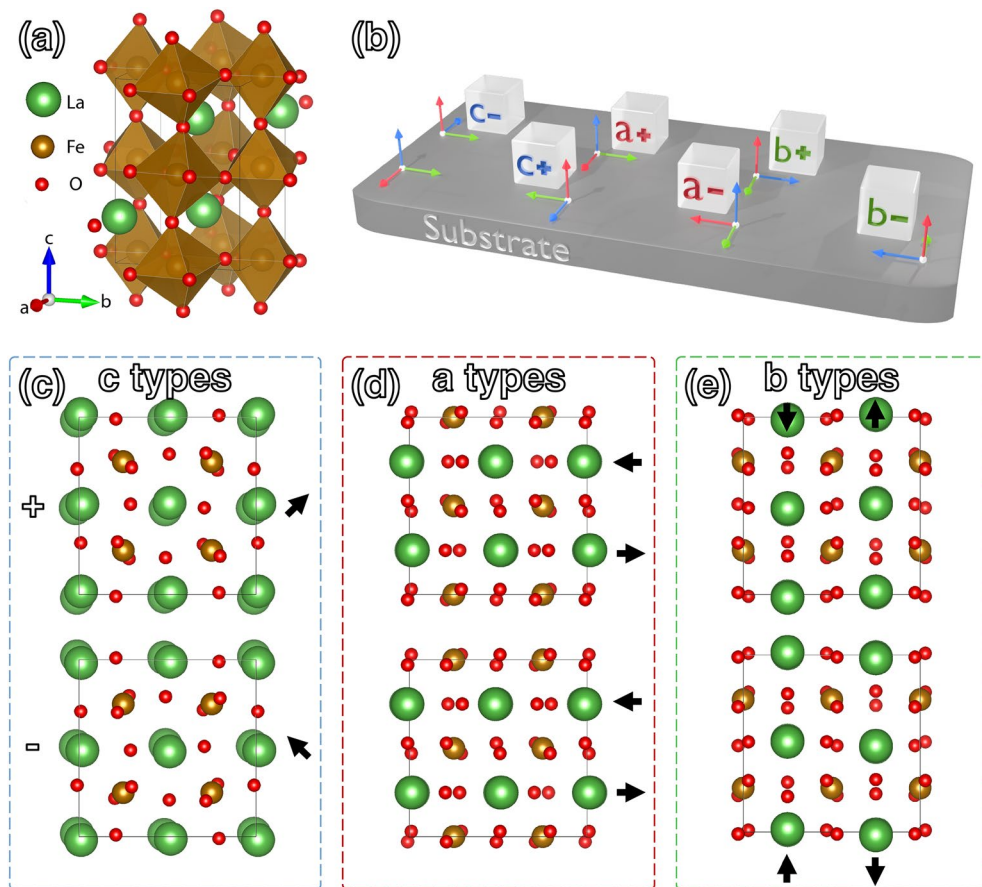 (a)
La
Fe
O
c
a
b
(b)
c-
a+
b+
c+
a-
b-
Substrate
(c)
c types
+
-
(d)
a types
(e)
b types